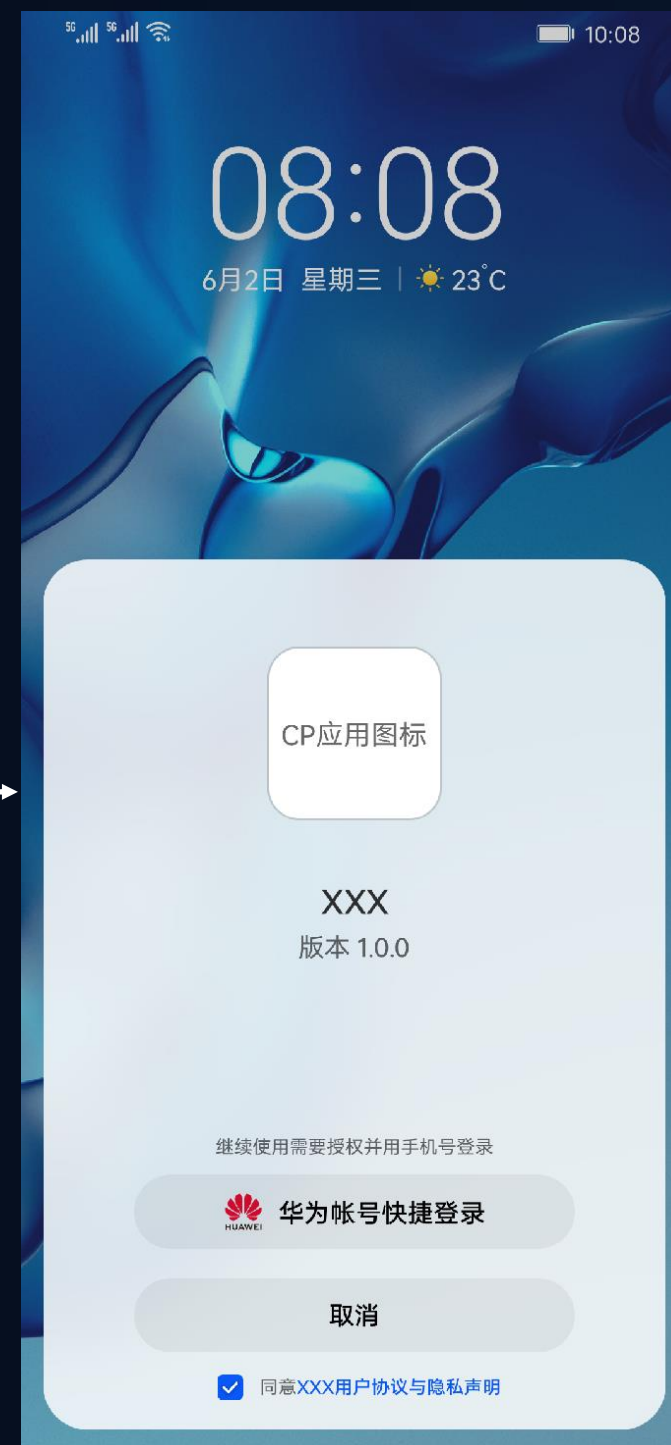 5G 5G 10:08
08:08
6月2日 星期三 | 23°C
CP应用图标
XXX
版本 1.0.0
继续使用需要授权并用手机号登录
HUAWEI 华为帐号快捷登录
取消
同意XXX用户协议与隐私声明